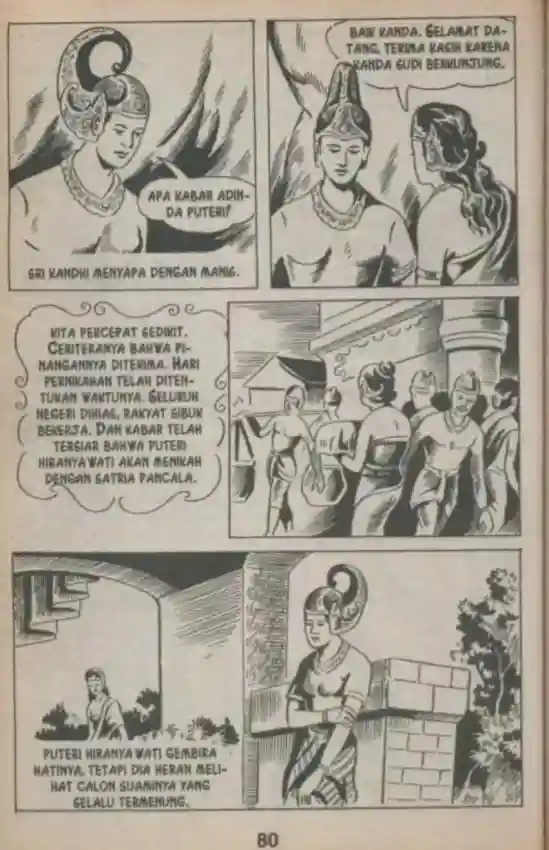 APA KABAR ADIN-
DA PUTERI?
SRI KANDHI MENYAPA DENGAN MANIS.
BAIK KANDA. SELAMAT DA-
TANG, TERIMA KASIH KARENA
KANDA SUDI BERKUNJUNG.
KITA PERCEPAT SEDIKIT.
CERITERANYA BAHWA PI-
NANGANNYA DITERIMA. HARI
PERNIKAHAN TELAH DITEN-
TUKAN WAKTUNYA. SELURUH
NEGERI DIHIAS, RAKYAT SIBUK
BEKERJA. DAN KABAR TELAH
TERSIAR BAHWA PUTERI
HIRANYAWATI AKAN MENIKAH
DENGAN SATRIA PANCALA.
PUTERI HIRANYAWATI GEMBIRA
HATINYA, TETAPI DIA HERAN MELI-
HAT CALON SUAMINYA YANG
SELALU TERMENUNG.
80